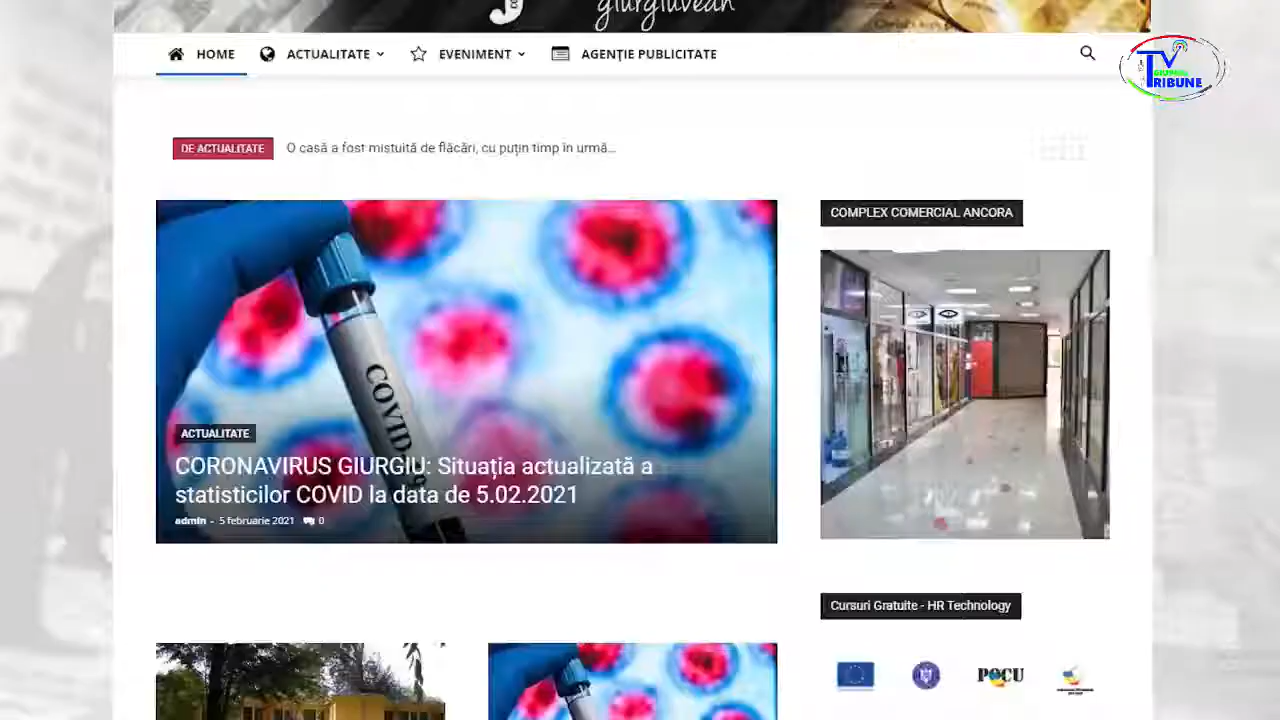 giurgiuvean
HOME
ACTUALITATE
EVENIMENT
AGENȚIE PUBLICITATE
TV
GIURGIU
TRIBUNE
DE ACTUALITATE
O casă a fost mistuită de flăcări, cu puțin timp în urmă...
COMPLEX COMERCIAL ANCORA
COVID
ACTUALITATE
CORONAVIRUS GIURGIU: Situația actualizată a
statisticilor COVID la data de 5.02.2021
admin - 5 februarie 2021 0
Cursuri Gratuite - HR Technology
POCU